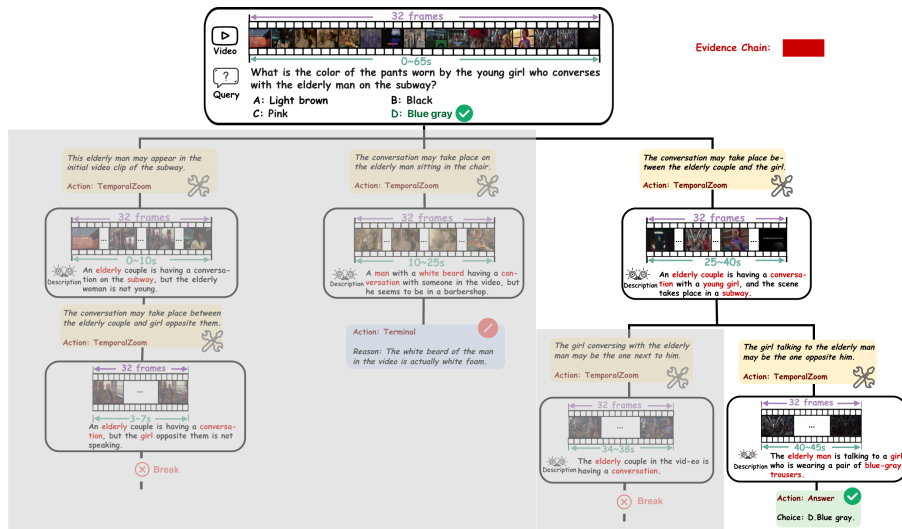 32 frames
Video
0~65s
Evidence Chain:
?
Query
What is the color of the pants worn by the young girl who converses
with the elderly man on the subway?
A: Light brown
B: Black
C: Pink
D: Blue gray
This elderly man may appear in the
initial video clip of the subway.
Action: TemporalZoom
32 frames
... ...
0~10s
Description
An elderly couple is having a conversa-
tion on the subway, but the elderly
woman is not young.
The conversation may take place between
the elderly couple and girl opposite them.
Action: TemporalZoom
32 frames
...
3~7s
An elderly couple is having a conversa-
tion, but the girl opposite them is not
speaking.
Break
The conversation may take place on
the elderly man sitting in the chair.
Action: TemporalZoom
32 frames
... ...
10~25s
Description
A man with a white beard having a con-
versation with someone in the video, but
he seems to be in a barbershop.
Action: Terminal
Reason: The white beard of the man
in the video is actually white foam.
The conversation may take place be-
tween the elderly couple and the girl.
Action: TemporalZoom
32 frames
... ...
25~40s
Description
An elderly couple is having a conversa-
tion with a young girl, and the scene
takes place in a subway.
The girl conversing with the elderly
man may be the one next to him.
Action: TemporalZoom
32 frames
...
34~38s
Description
The elderly couple in the vid-eo is
having a conversation.
Break
The girl talking to the elderly man
may be the one opposite him.
Action: TemporalZoom
32 frames
...
40~45s
Description
The elderly man is talking to a girl
who is wearing a pair of blue-gray
trousers.
Action: Answer
Choice: D.Blue gray.